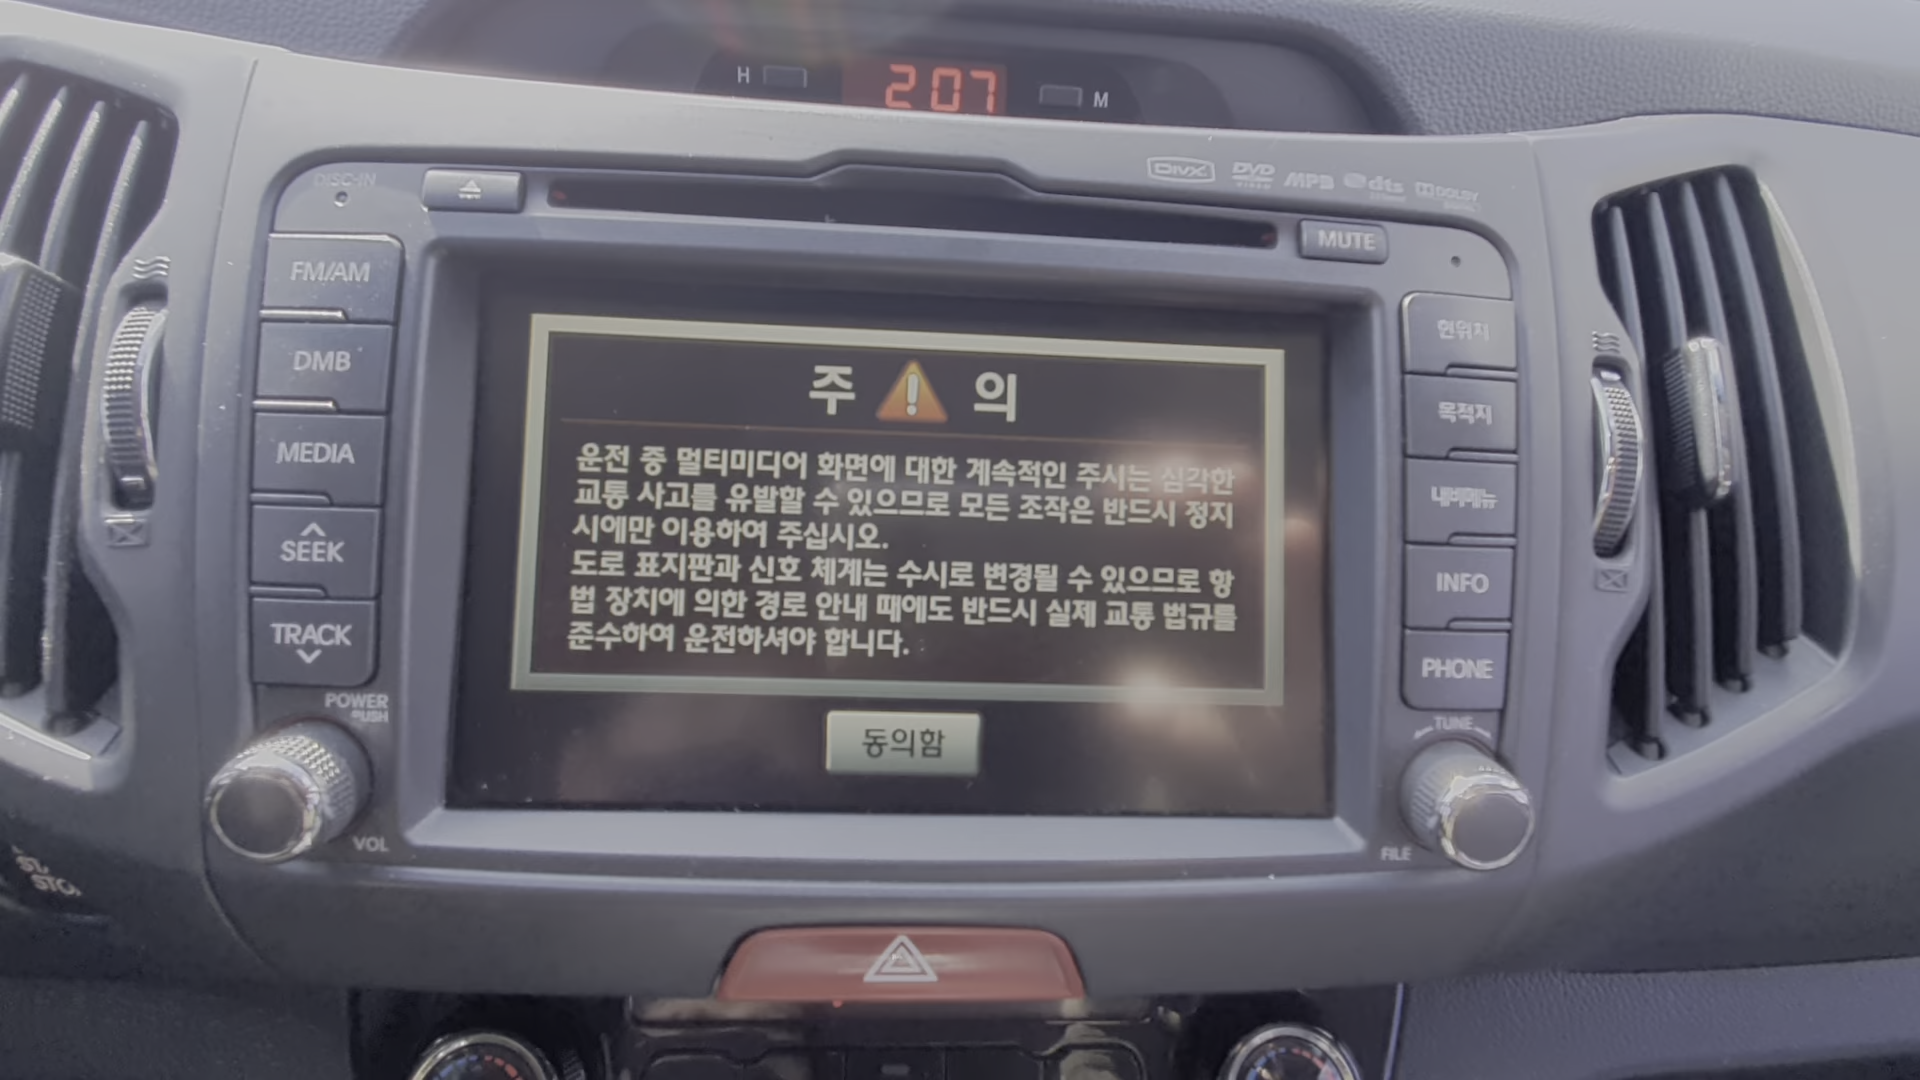 H 2:07 M
DISC-IN
DIVX DVD VIDEO MP3 dts DOLBY
MUTE
FM/AM
DMB
MEDIA
SEEK
TRACK
POWER
PUSH
VOL
주 의
운전 중 멀티미디어 화면에 대한 계속적인 주시는 심각한
교통 사고를 유발할 수 있으므로 모든 조작은 반드시 정지
시에만 이용하여 주십시오.
도로 표지판과 신호 체계는 수시로 변경될 수 있으므로 항
법 장치에 의한 경로 안내 때에도 반드시 실제 교통 법규를
준수하여 운전하셔야 합니다.
동의함
현위치
목적지
내비메뉴
INFO
PHONE
TUNE
FILE